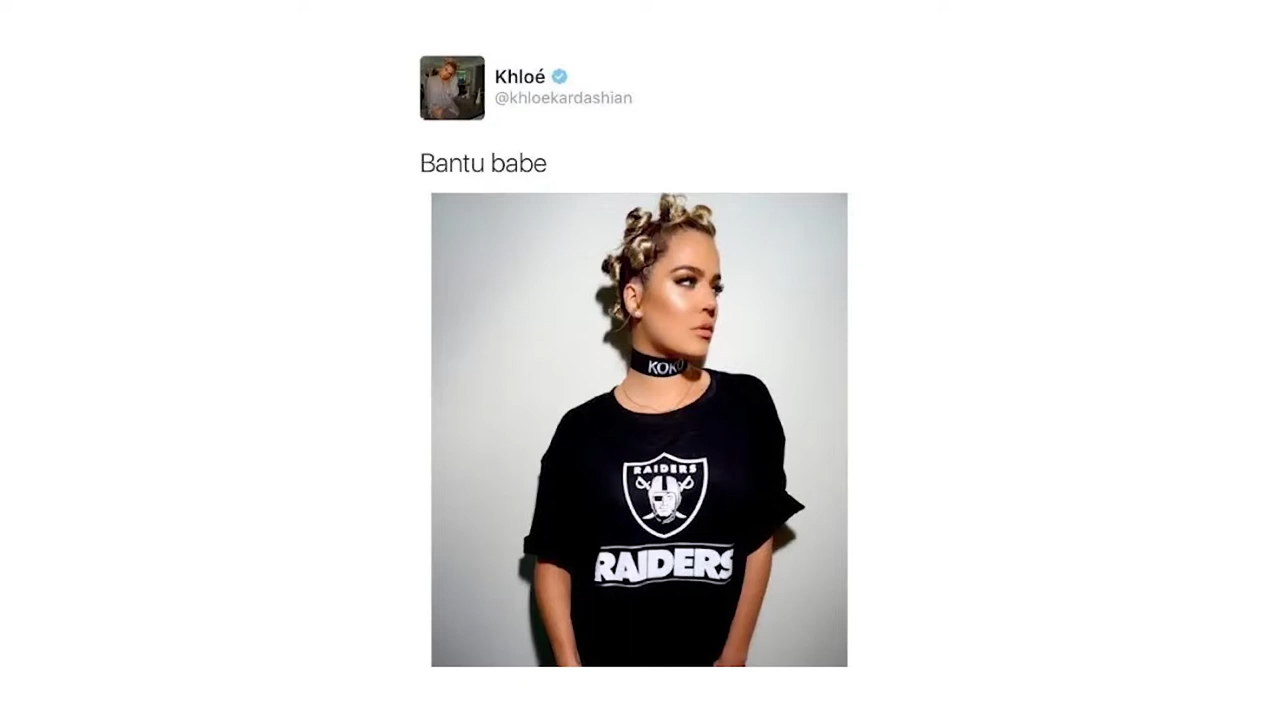 Khloé
@khloekardashian
Bantu babe
KOKO
RAIDERS
RAIDERS